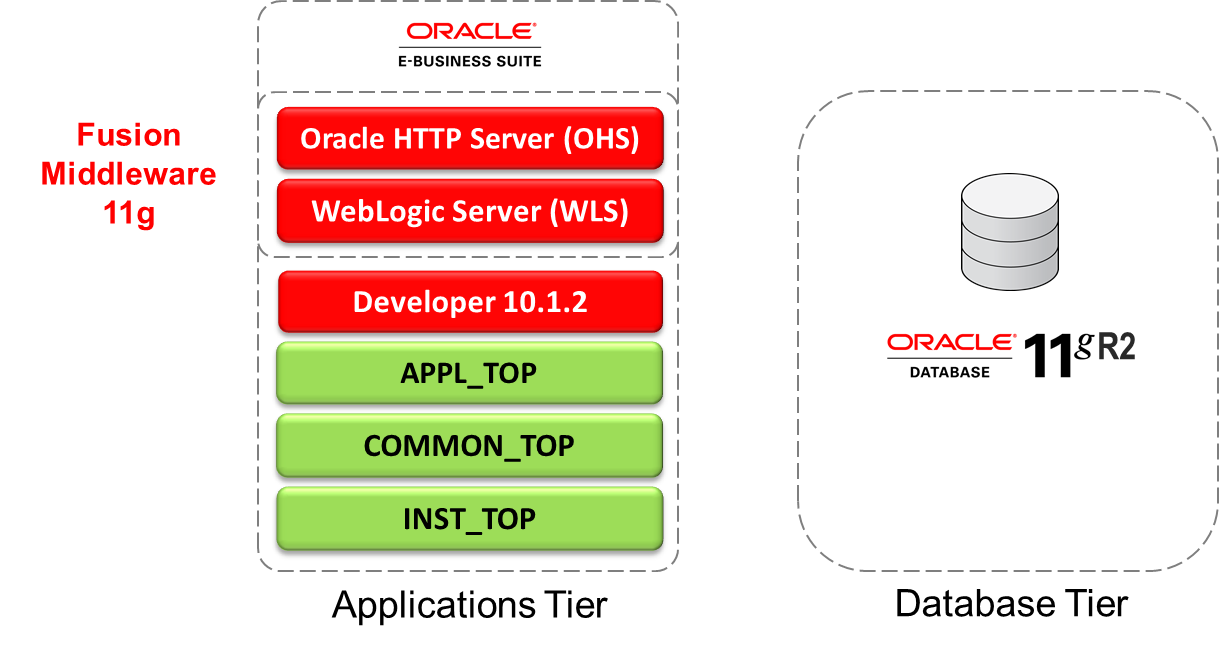 ORACLE
E-BUSINESS SUITE
Fusion
Middleware
11g
Oracle HTTP Server (OHS)
WebLogic Server (WLS)
Developer 10.1.2
APPL_TOP
COMMON_TOP
INST_TOP
Applications Tier
ORACLE
DATABASE
11g R2
Database Tier